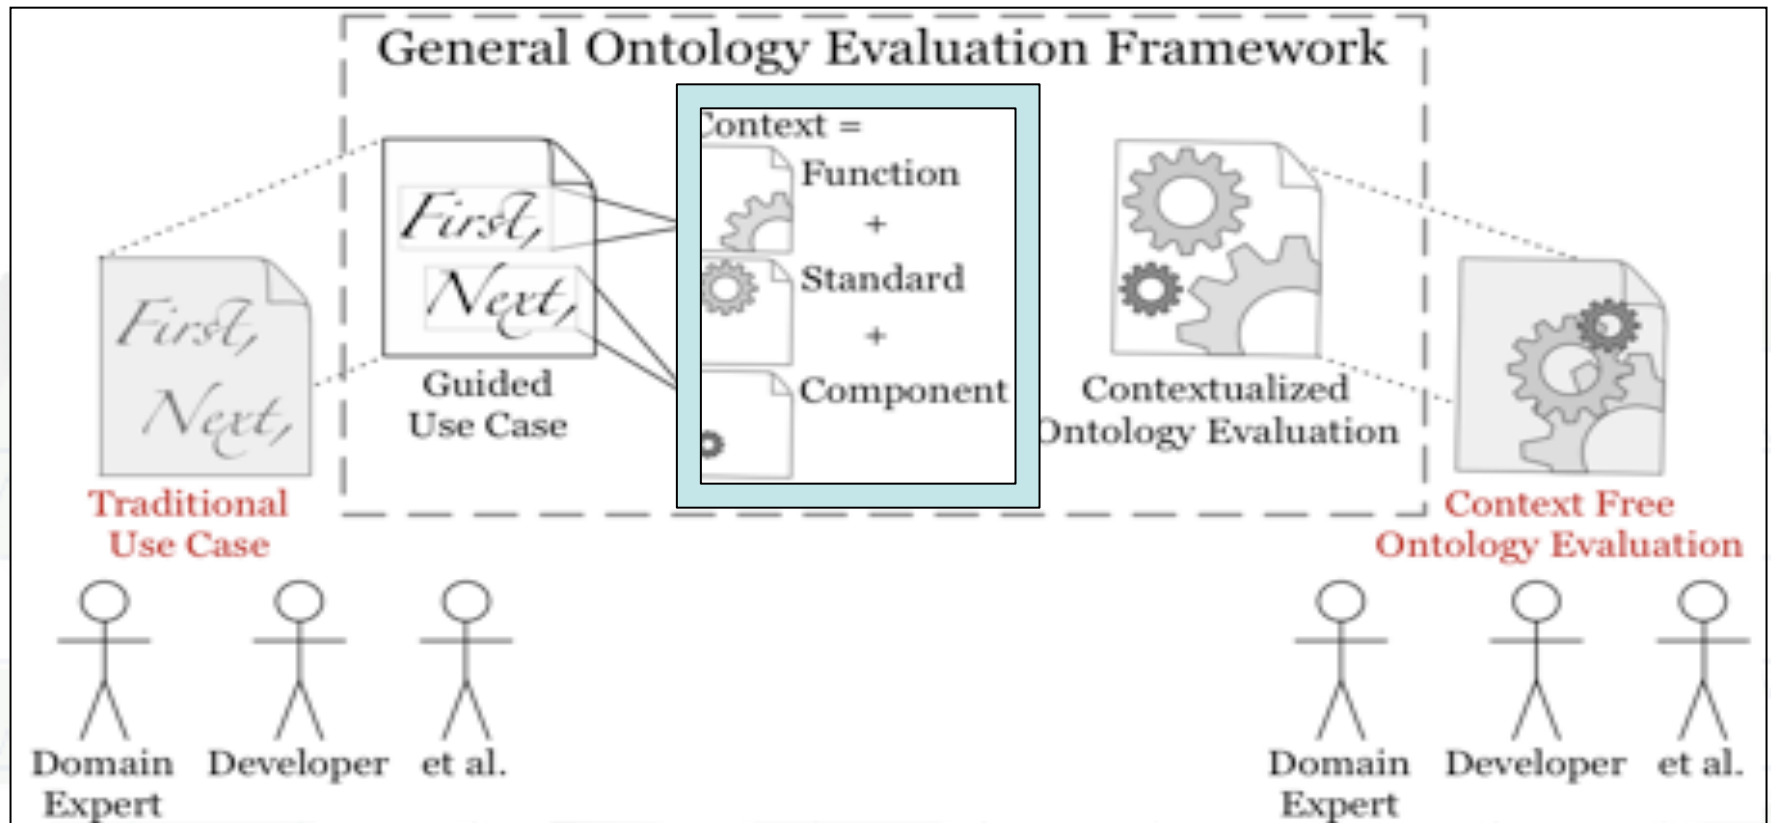 General Ontology Evaluation Framework
Context =
Function
+
Standard
+
Component
First,
Next,
Guided
Use Case
First,
Next,
Traditional
Use Case
Contextualized
Ontology Evaluation
Context Free
Ontology Evaluation
Domain
Expert
Developer
et al.
Domain
Expert
Developer
et al.